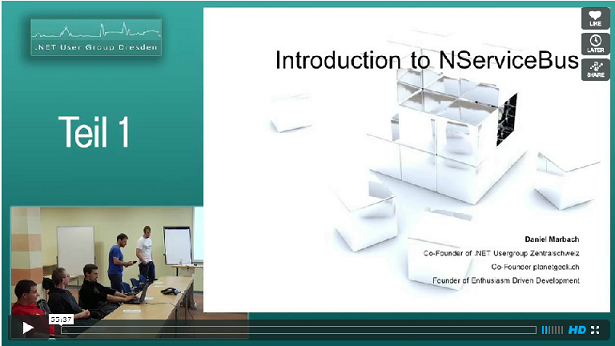 .NET User Group Dresden
Teil 1
Introduction to NServiceBus
LIKE
LATER
SHARE
Daniel Marbach
Co-Founder of .NET Usergroup Zentralschweiz
Co-Founder planetgeek.ch
Founder of Enthusiasm Driven Development
55:37
HD